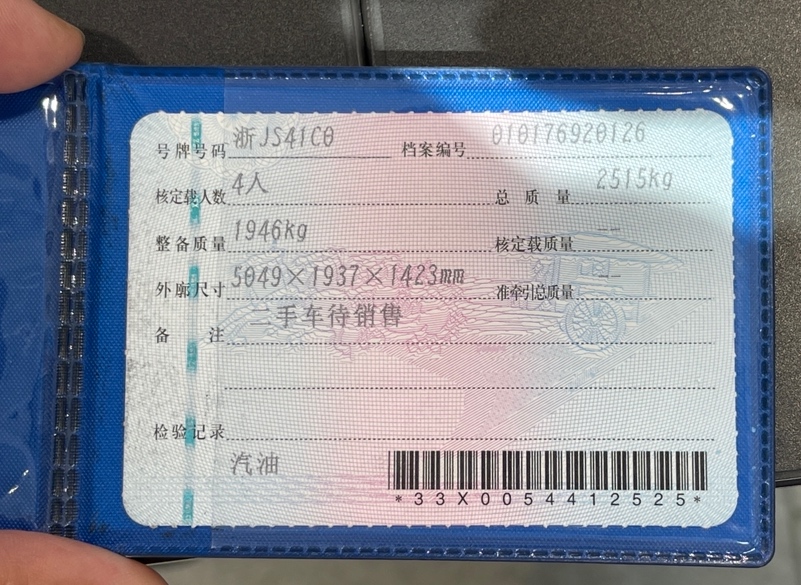 号牌号码 浙JS41C0 档案编号 010176920126
核定载人数 4人 总质量 2515kg
整备质量 1946kg 核定载质量 --
外廓尺寸 5049×1937×1423mm 准牵引总质量 --
备注 二手车待销售
检验记录
汽油
*33X0054412525*